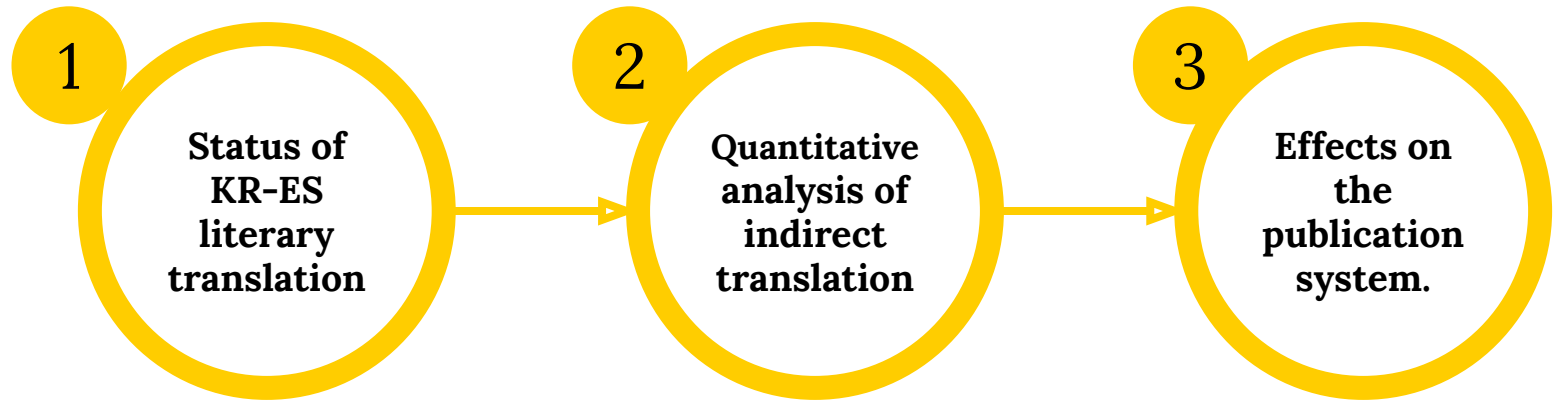 1
Status of
KR-ES
literary
translation
2
Quantitative
analysis of
indirect
translation
3
Effects on
the
publication
system.